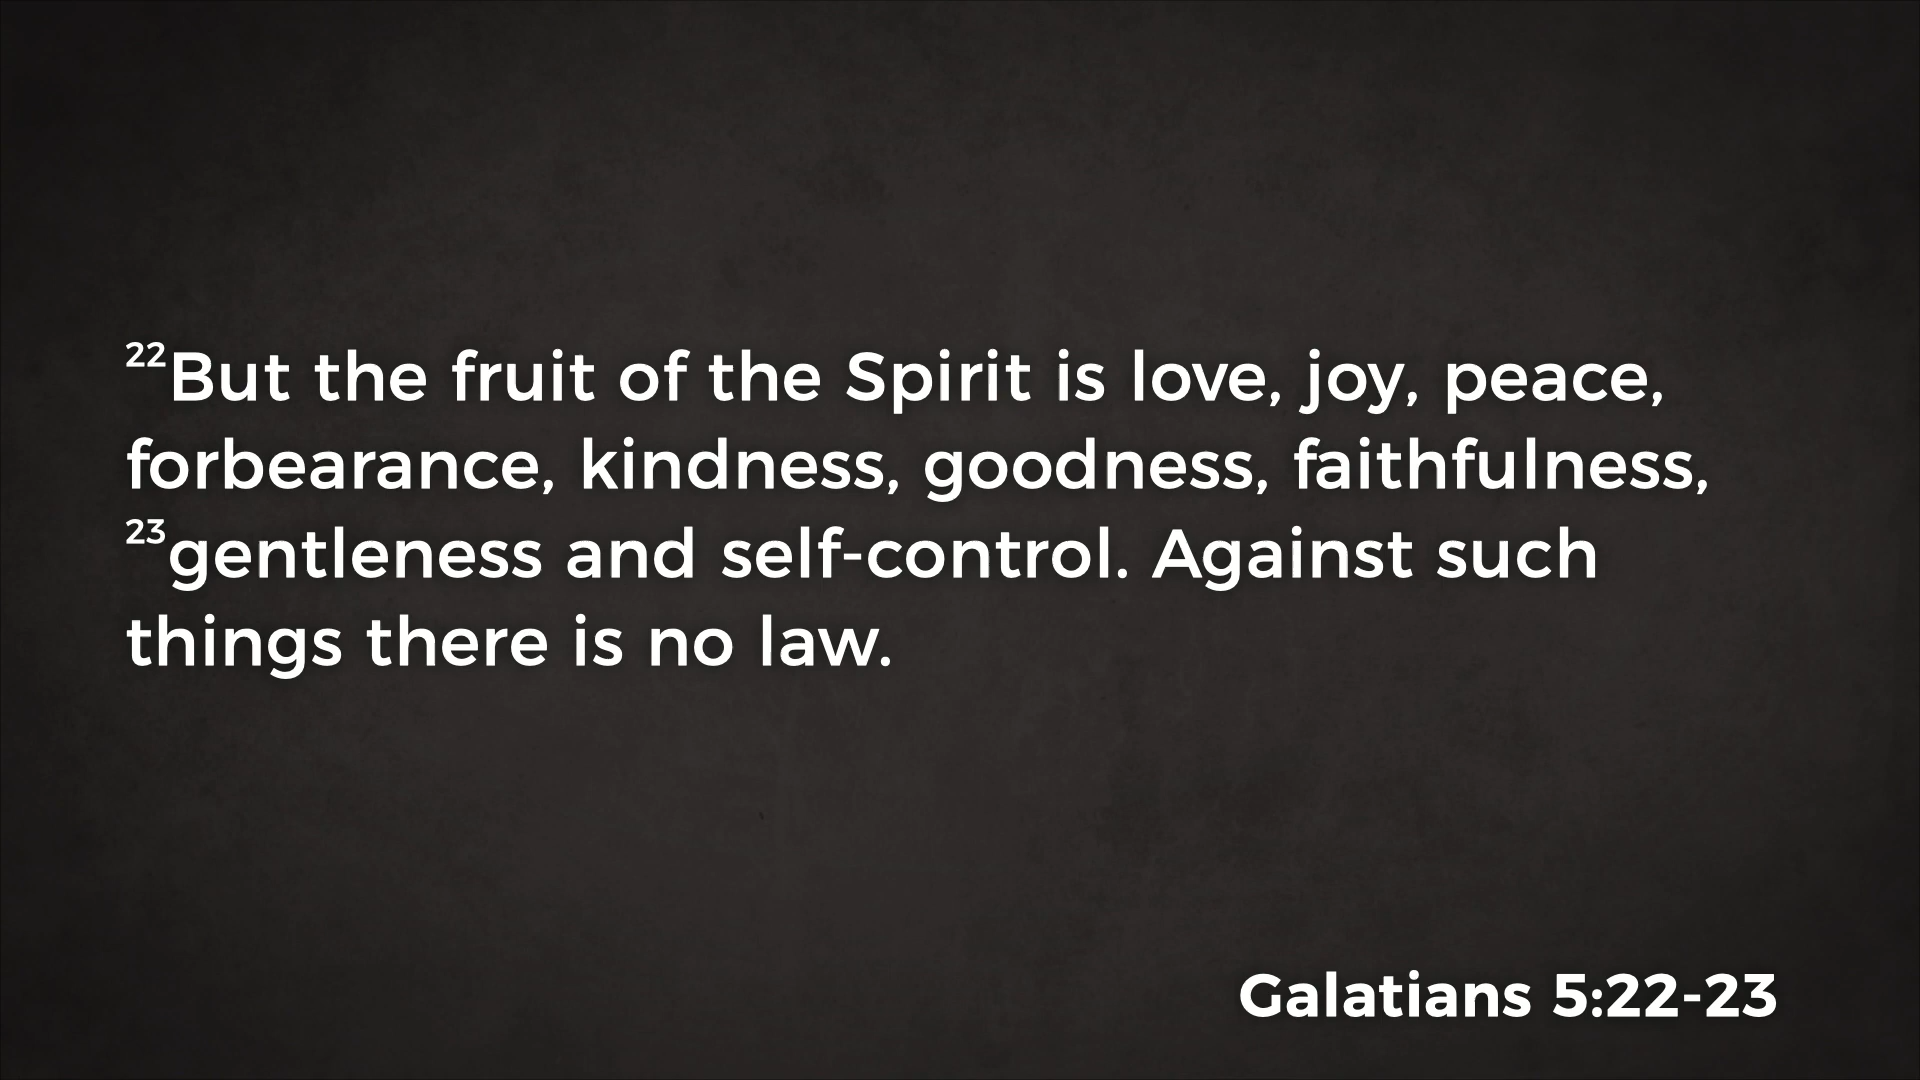 ²²But the fruit of the Spirit is love, joy, peace,
forbearance, kindness, goodness, faithfulness,
²³gentleness and self-control. Against such
things there is no law.
Galatians 5:22-23